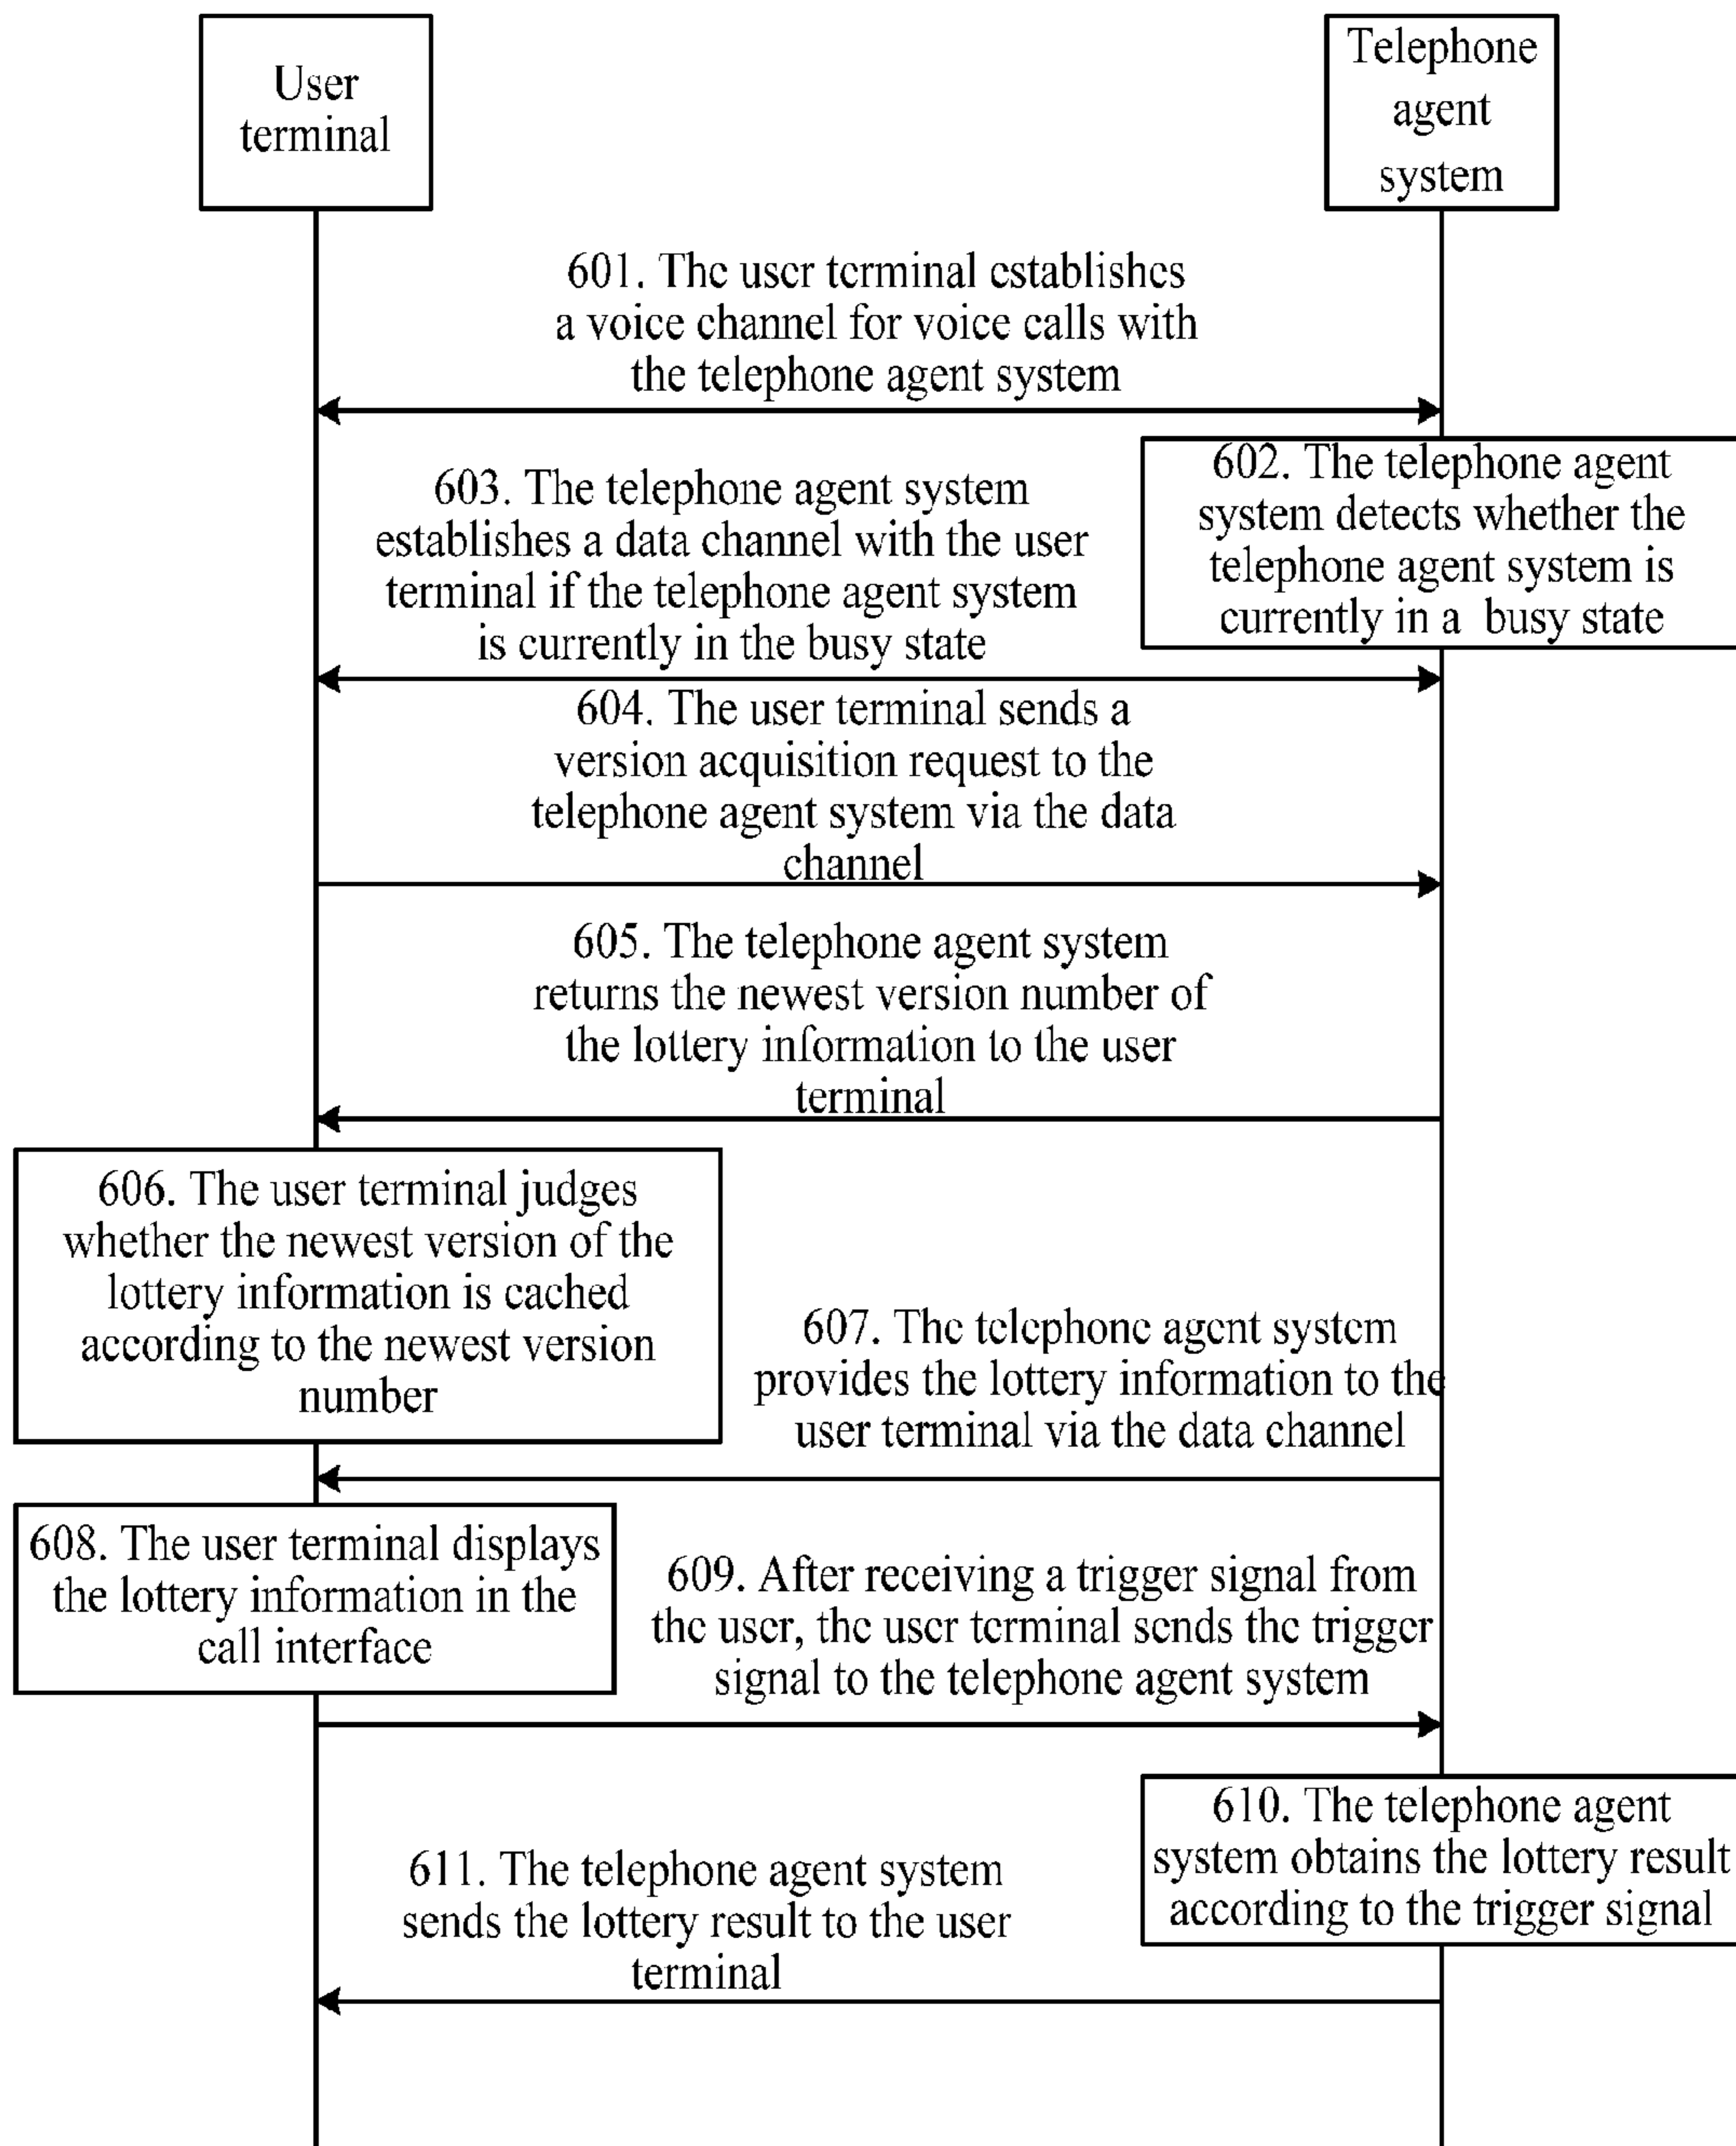 User
terminal
Telephone
agent
system
601. The user terminal establishes
a voice channel for voice calls with
the telephone agent system
602. The telephone agent
system detects whether the
telephone agent system is
currently in a busy state
603. The telephone agent system
establishes a data channel with the user
terminal if the telephone agent system
is currently in the busy state
604. The user terminal sends a
version acquisition request to the
telephone agent system via the data
channel
605. The telephone agent system
returns the newest version number of
the lottery information to the user
terminal
606. The user terminal judges
whether the newest version of the
lottery information is cached
according to the newest version
number
607. The telephone agent system
provides the lottery information to the
user terminal via the data channel
608. The user terminal displays
the lottery information in the
call interface
609. After receiving a trigger signal from
the user, the user terminal sends the trigger
signal to the telephone agent system
610. The telephone agent
system obtains the lottery result
according to the trigger signal
611. The telephone agent system
sends the lottery result to the user
terminal